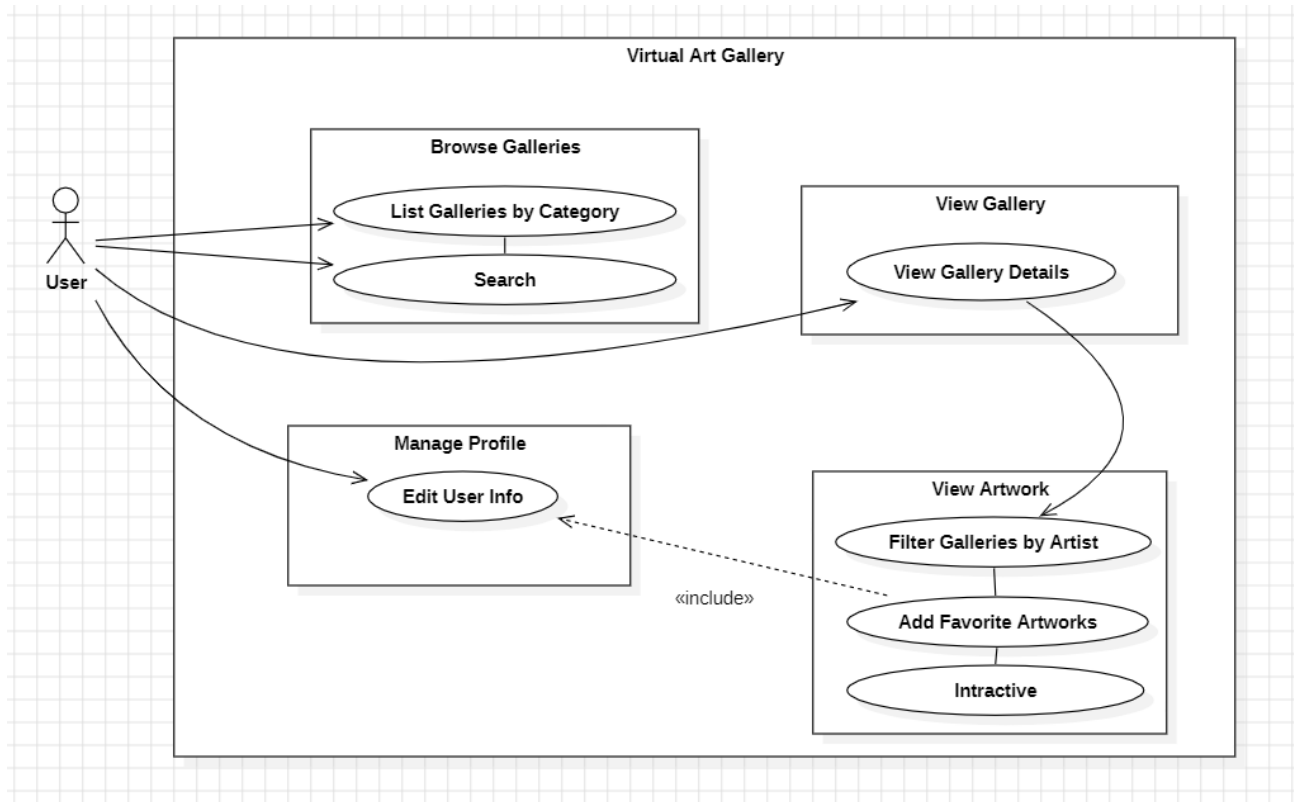 Virtual Art Gallery
Browse Galleries
List Galleries by Category
Search
User
View Gallery
View Gallery Details
Manage Profile
Edit User Info
«include»
View Artwork
Filter Galleries by Artist
Add Favorite Artworks
Intractive